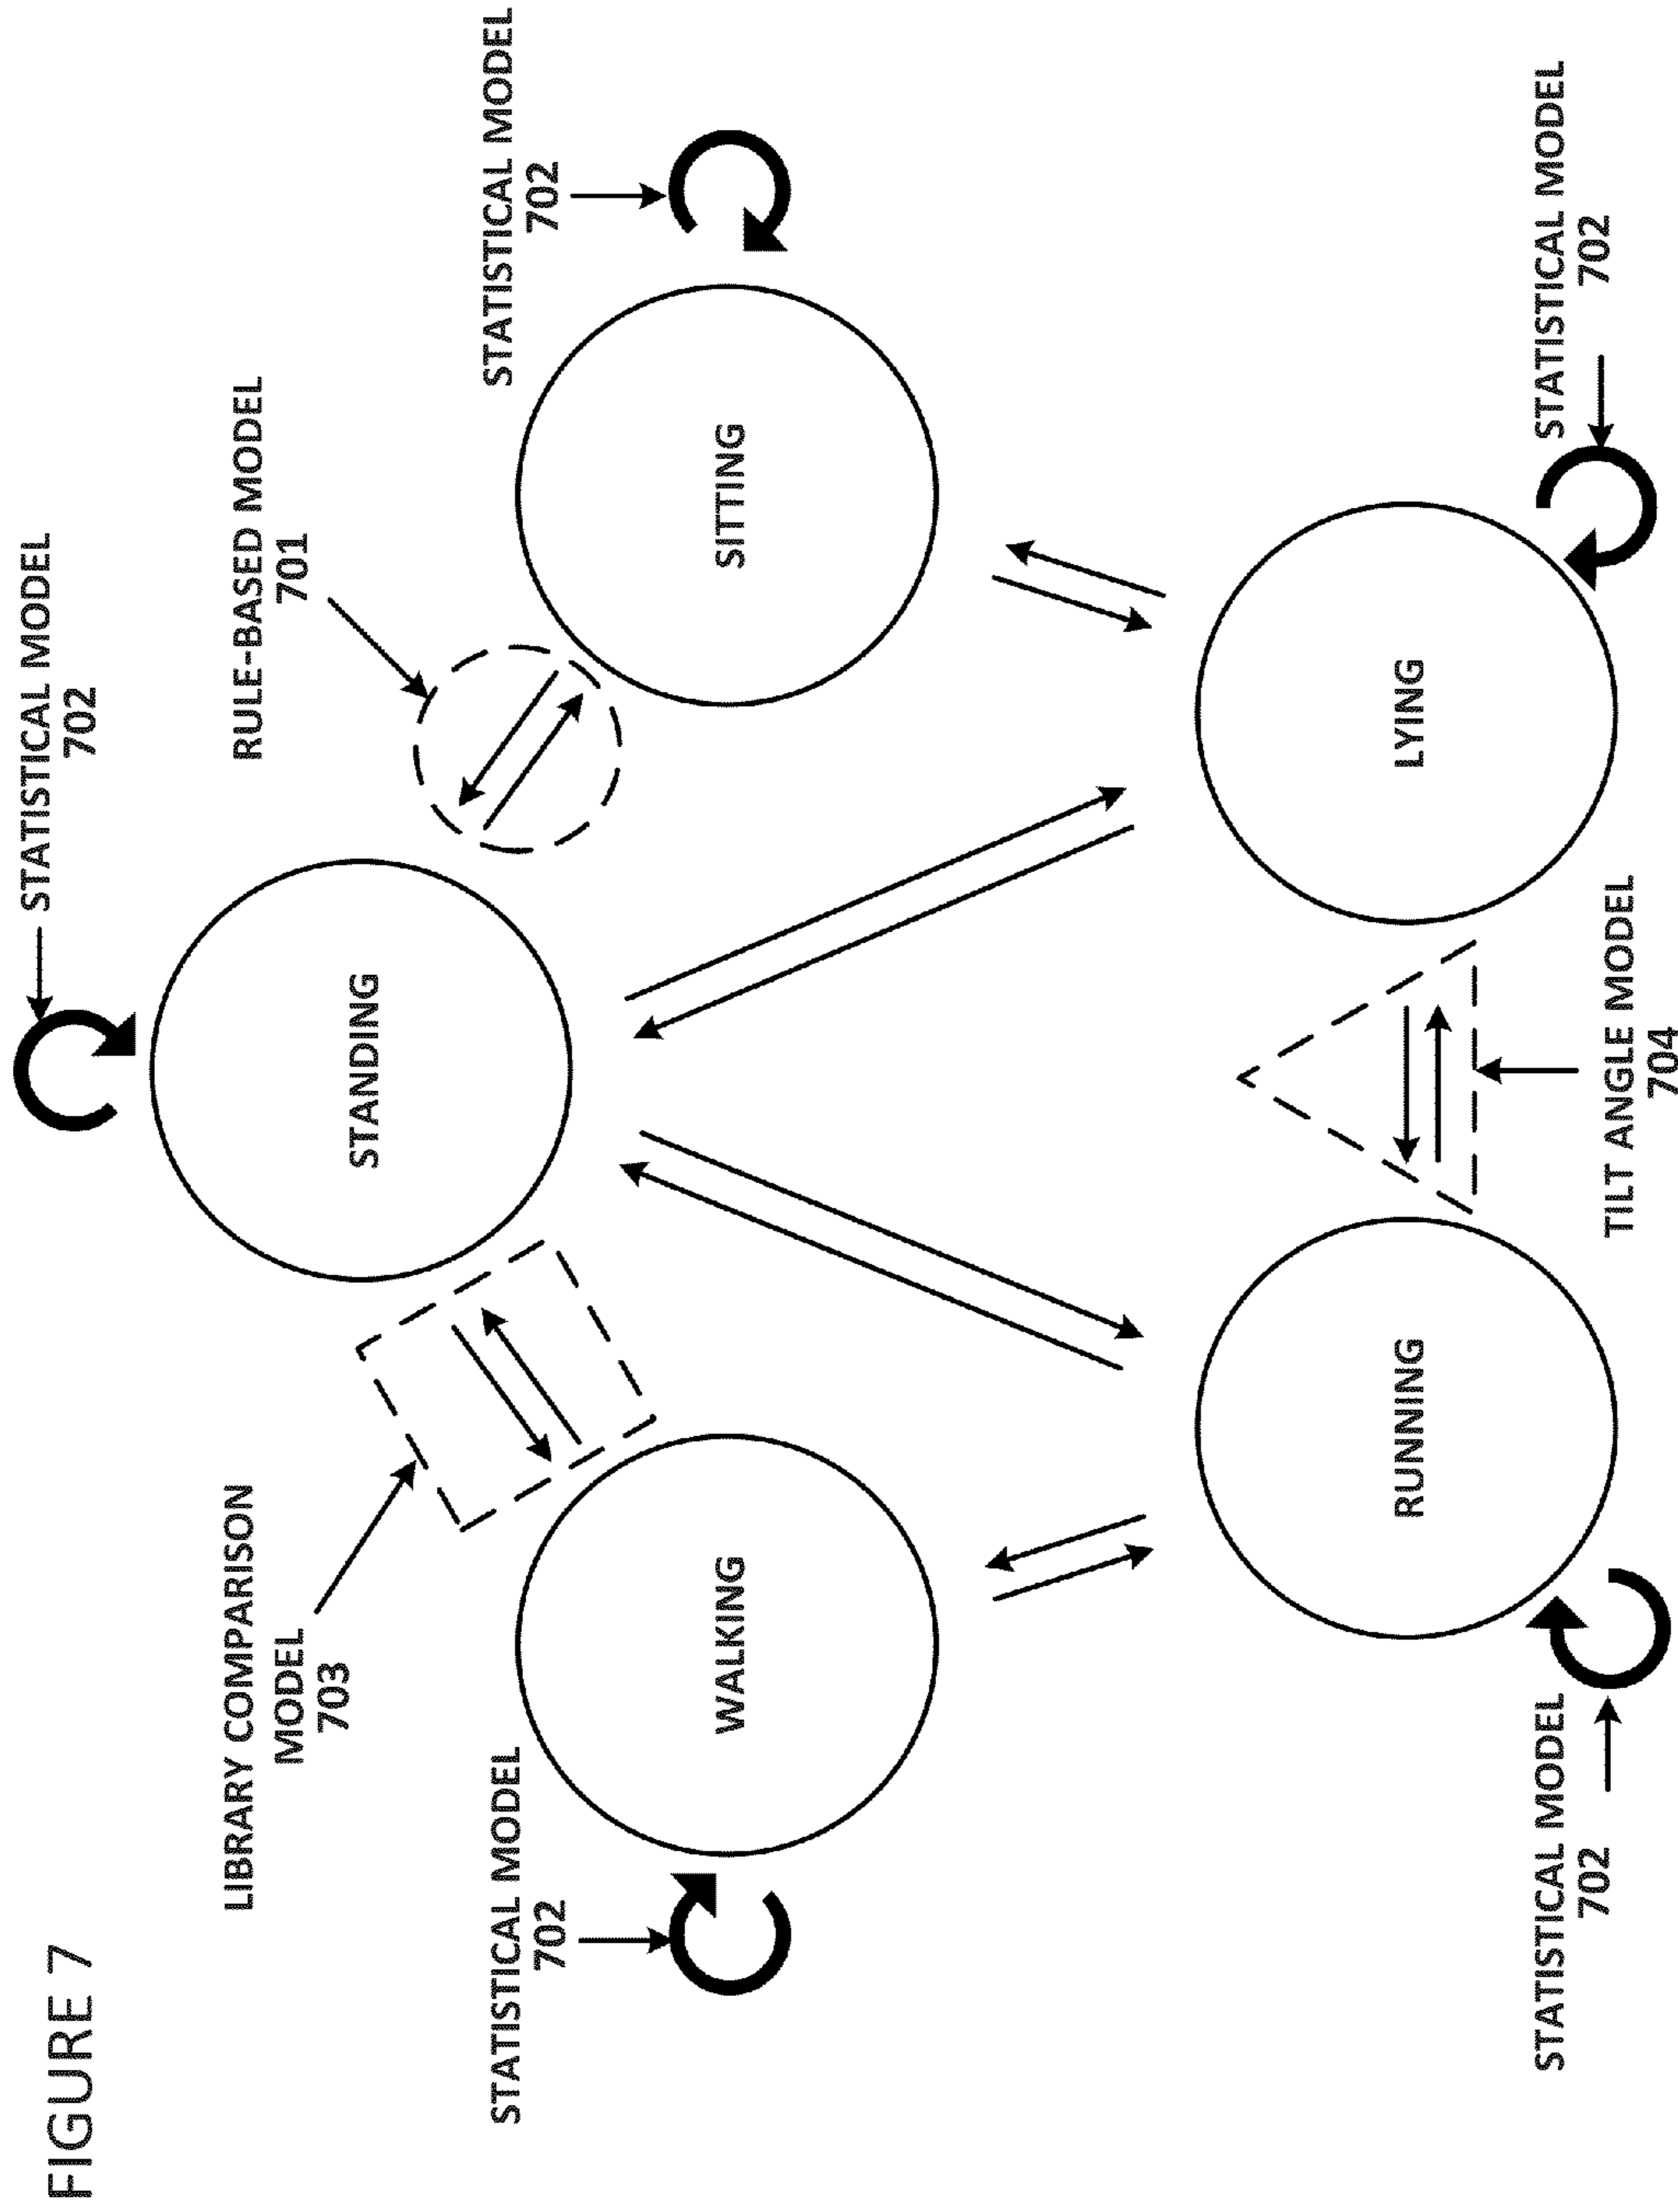 FIGURE 7
STATISTICAL MODEL
702
LIBRARY COMPARISON
MODEL
703
RULE-BASED MODEL
701
STANDING
STATISTICAL MODEL
702
STATISTICAL MODEL
702
WALKING
SITTING
RUNNING
LYING
STATISTICAL MODEL
702
TILT ANGLE MODEL
704
STATISTICAL MODEL
702